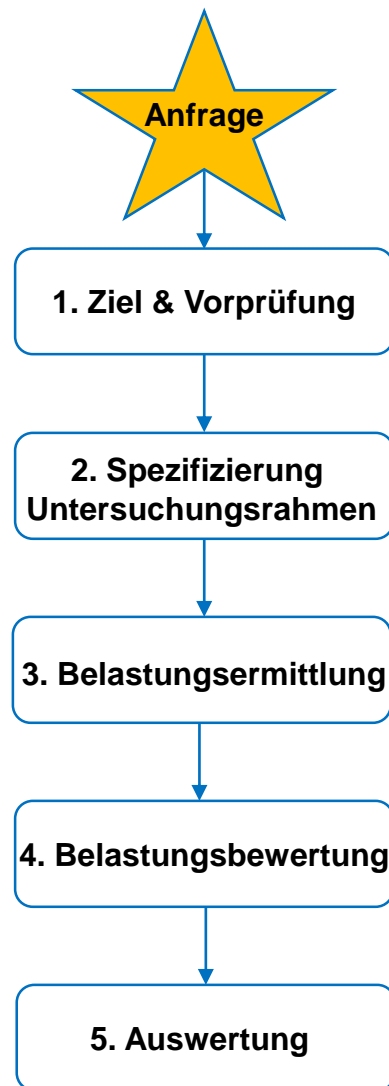 Anfrage
1. Ziel & Vorprüfung
2. Spezifizierung
Untersuchungsrahmen
3. Belastungsermittlung
4. Belastungsbewertung
5. Auswertung